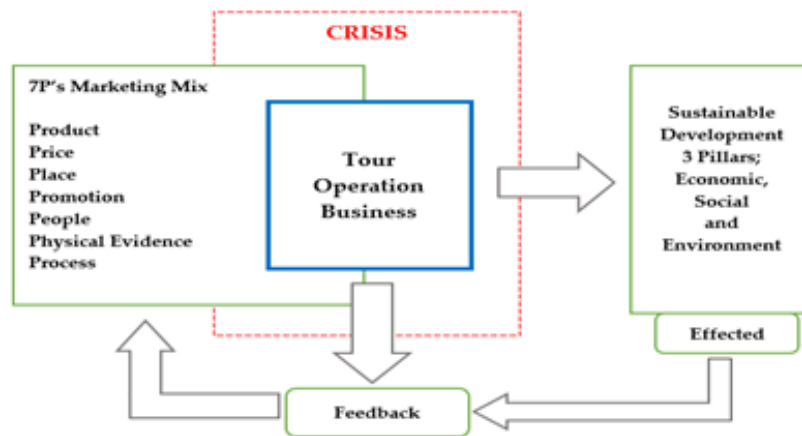 CRISIS
7P's Marketing Mix
Product
Price
Place
Promotion
People
Physical Evidence
Process
Tour
Operation
Business
Sustainable
Development
3 Pillars;
Economic,
Social
and
Environment
Effected
Feedback